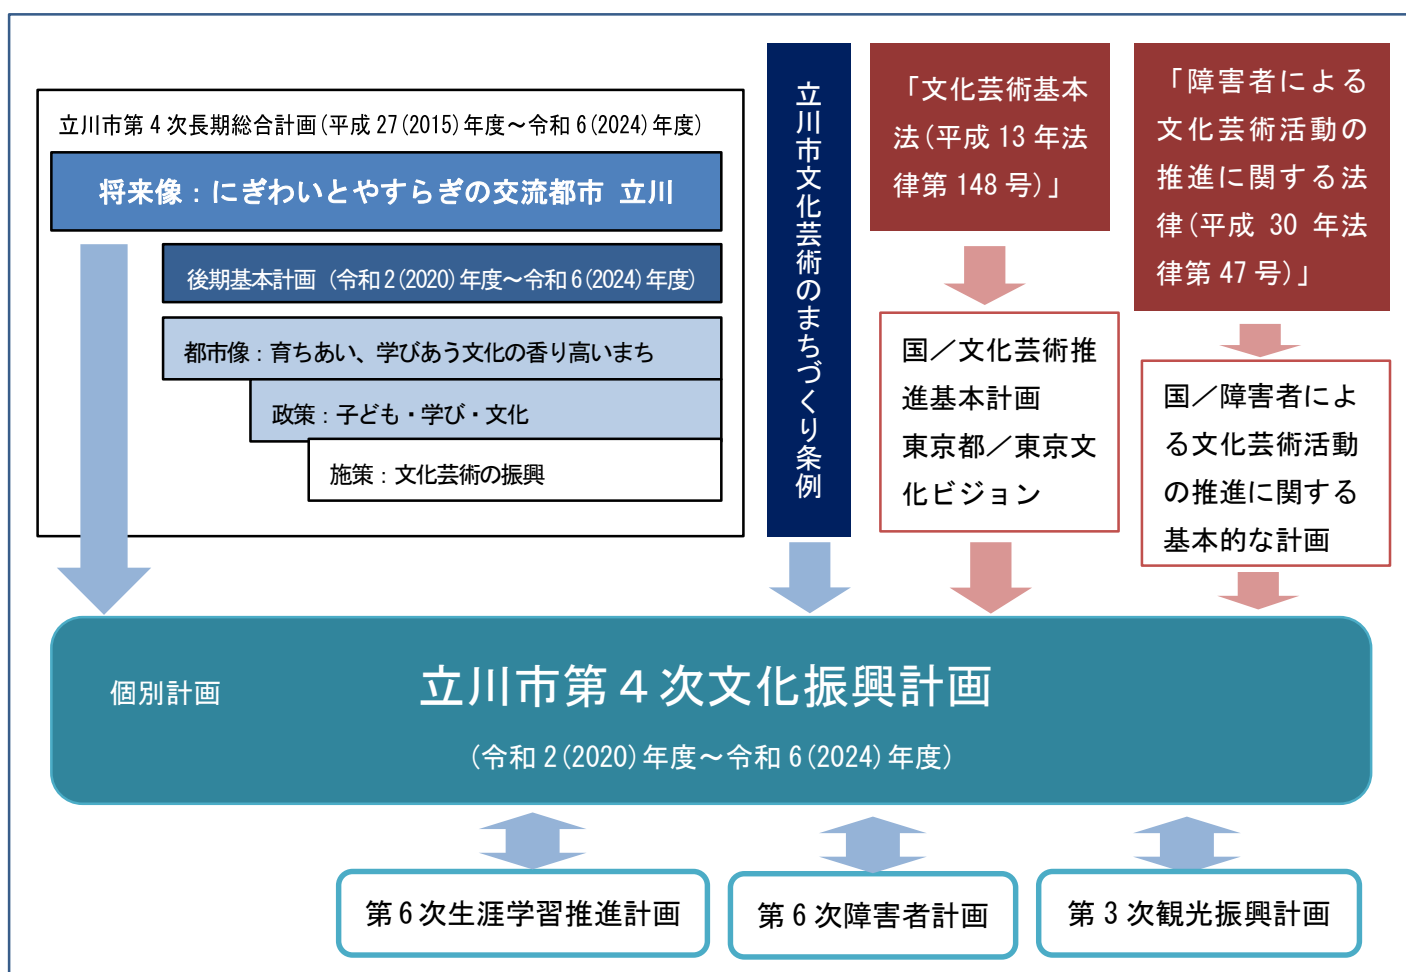 立川市第4次長期総合計画(平成27(2015)年度～令和6(2024)年度)
将来像：にぎわいとやすらぎの交流都市 立川
後期基本計画（令和2(2020)年度～令和6(2024)年度）
都市像：育ちあい、学びあう文化の香り高いまち
政策：子ども・学び・文化
施策：文化芸術の振興
立川市文化芸術のまちづくり条例
「文化芸術基本
法(平成13年法
律第148号)」
国／文化芸術推
進基本計画
東京都／東京文
化ビジョン
「障害者による
文化芸術活動の
推進に関する法
律(平成 30 年法
律第47号)」
国／障害者によ
る文化芸術活動
の推進に関する
基本的な計画
個別計画
立川市第４次文化振興計画
(令和2(2020)年度～令和6(2024)年度)
第6次生涯学習推進計画
第6次障害者計画
第3次観光振興計画